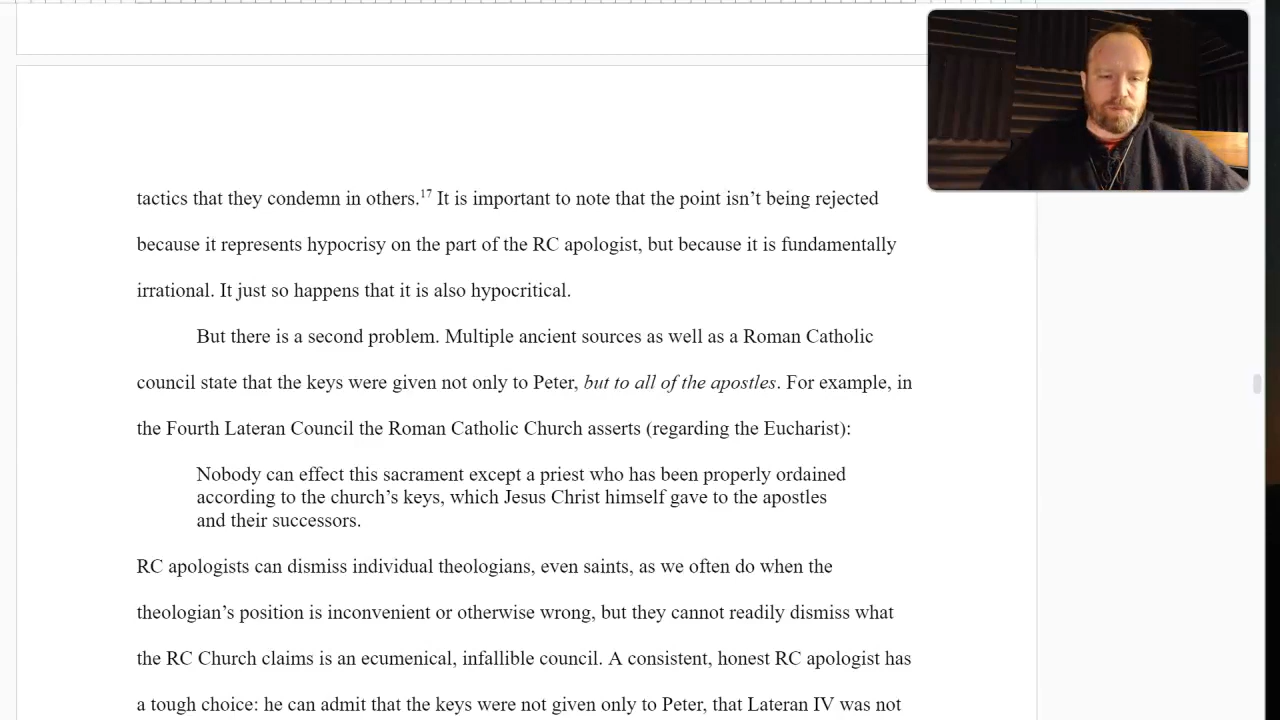 tactics that they condemn in others.17 It is important to note that the point isn’t being rejected
because it represents hypocrisy on the part of the RC apologist, but because it is fundamentally
irrational. It just so happens that it is also hypocritical.
But there is a second problem. Multiple ancient sources as well as a Roman Catholic
council state that the keys were given not only to Peter, but to all of the apostles. For example, in
the Fourth Lateran Council the Roman Catholic Church asserts (regarding the Eucharist):
Nobody can effect this sacrament except a priest who has been properly ordained
according to the church’s keys, which Jesus Christ himself gave to the apostles
and their successors.
RC apologists can dismiss individual theologians, even saints, as we often do when the
theologian’s position is inconvenient or otherwise wrong, but they cannot readily dismiss what
the RC Church claims is an ecumenical, infallible council. A consistent, honest RC apologist has
a tough choice: he can admit that the keys were not given only to Peter, that Lateran IV was not